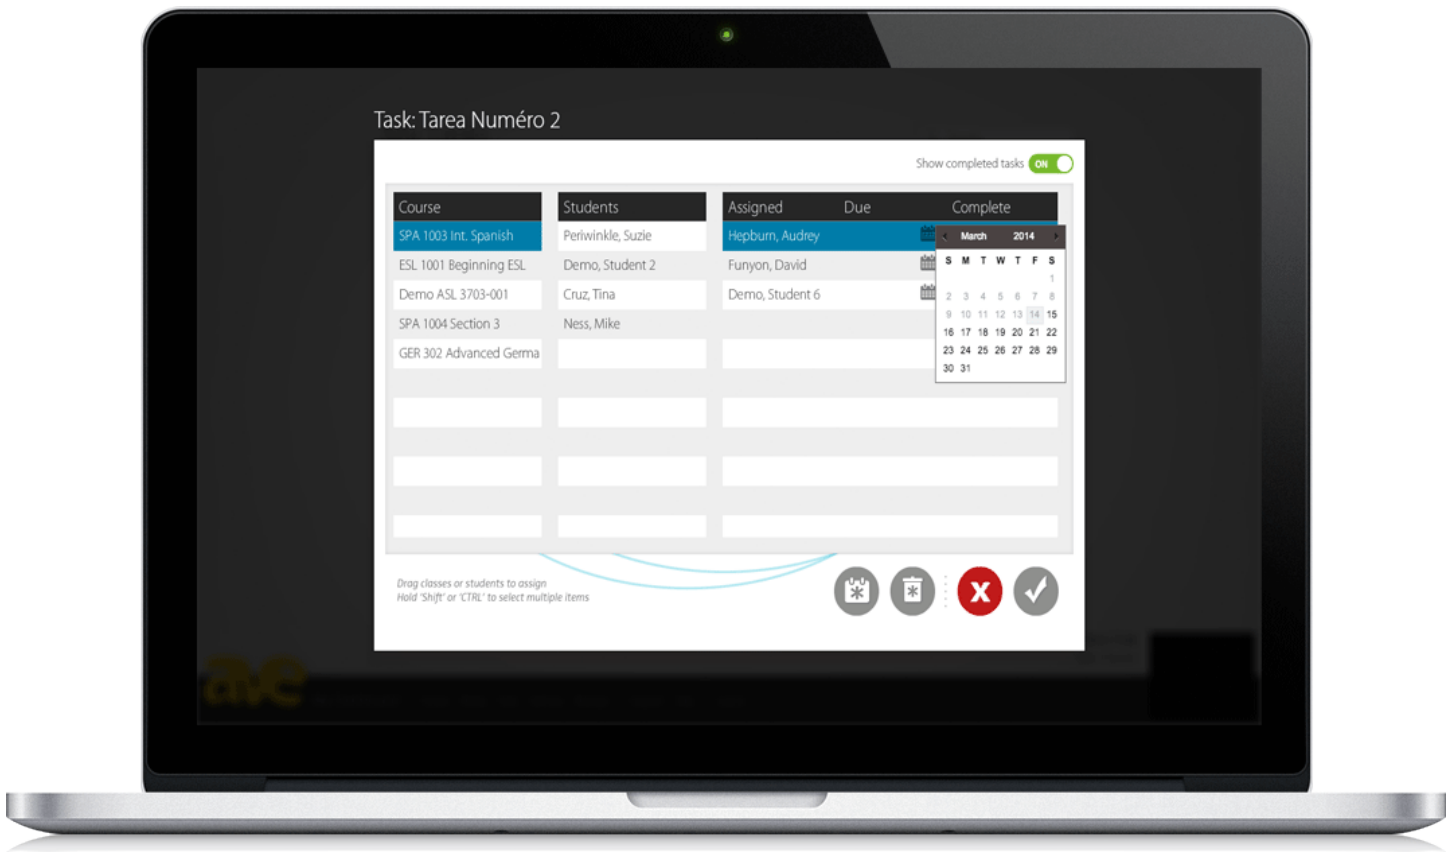 Task: Tarea Numéro 2
Show completed tasks ON
Course Students Assigned Due Complete
SPA 1003 Int. Spanish Periwinkle, Suzie Hepburn, Audrey
ESL 1001 Beginning ESL Demo, Student 2 Funyon, David
Demo ASL 3703-001 Cruz, Tina Demo, Student 6
SPA 1004 Section 3 Ness, Mike
GER 302 Advanced Germa
March 2014
S M T W T F S
1
2 3 4 5 6 7 8
9 10 11 12 13 14 15
16 17 18 19 20 21 22
23 24 25 26 27 28 29
30 31
Drag classes or students to assign
Hold 'Shift' or 'CTRL' to select multiple items
ave